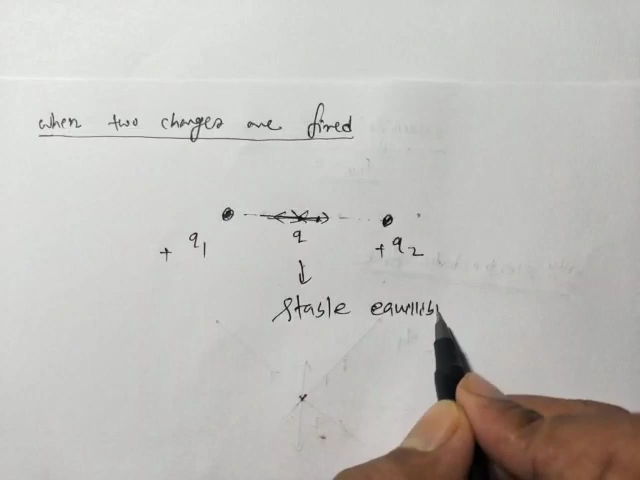 when two charges are fixed
+ q1 q + q2
stable equilib